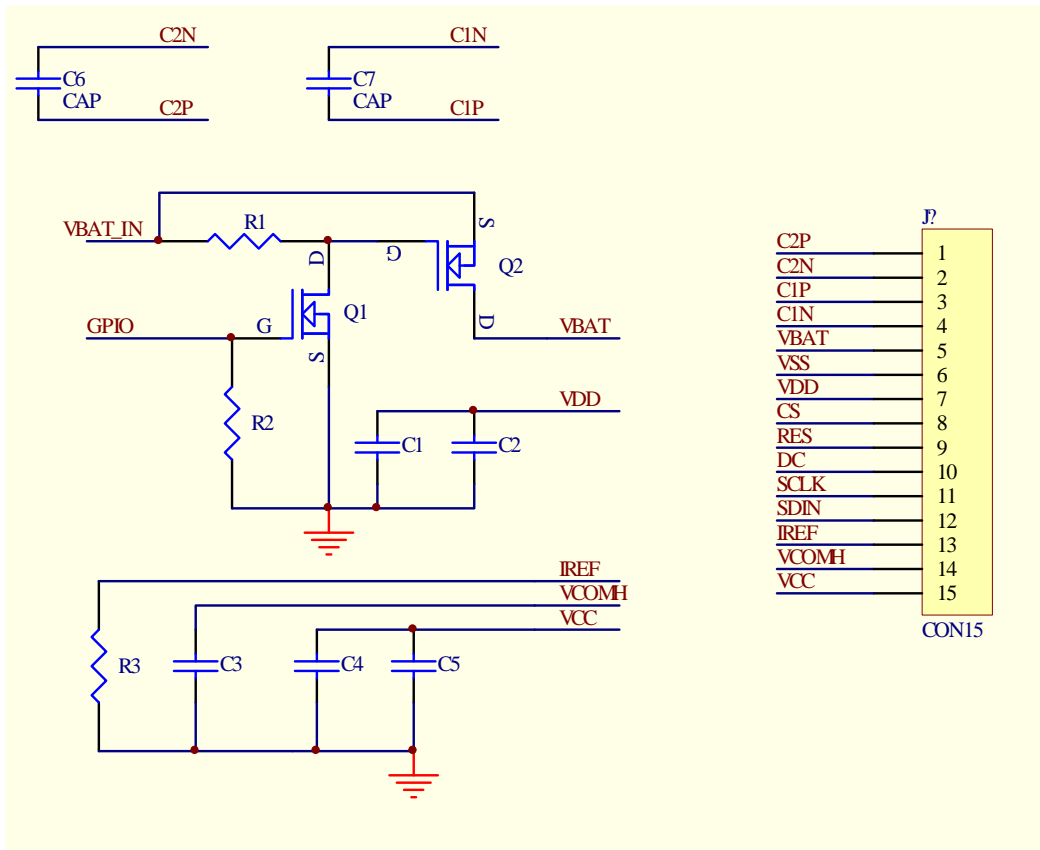 C2N
C6
CAP
C2P
C1N
C7
CAP
C1P
VBAT_IN
R1
S
D
G
Q2
Q1
GPIO
G
S
D
VBAT
R2
VDD
C1
C2
IREF
VCOMH
VCC
R3
C3
C4
C5
J?
C2P 1
C2N 2
C1P 3
C1N 4
VBAT 5
VSS 6
VDD 7
CS 8
RES 9
DC 10
SCLK 11
SDIN 12
IREF 13
VCOMH 14
VCC 15
CON15